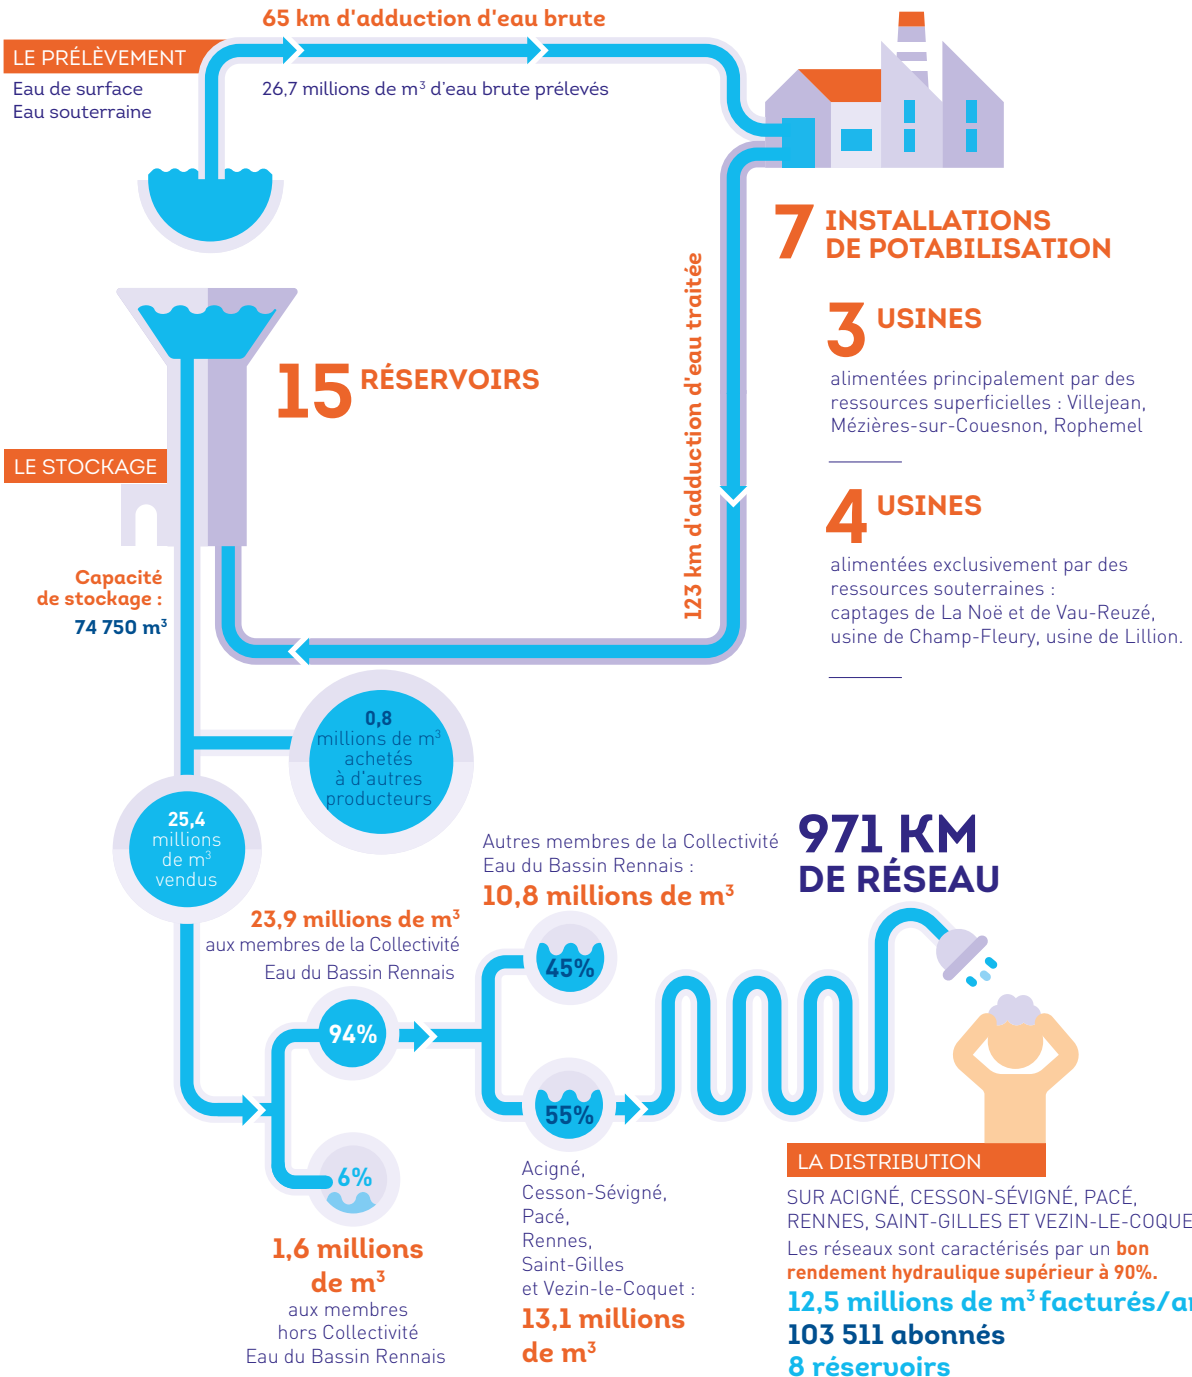 65 km d'adduction d'eau brute
LE PRÉLÈVEMENT
Eau de surface
Eau souterraine
26,7 millions de m³ d'eau brute prélevés
7 INSTALLATIONS
DE POTABILISATION
3 USINES
alimentées principalement par des
ressources superficielles : Villejean,
Mézières-sur-Couesnon, Rophemel
4 USINES
alimentées exclusivement par des
ressources souterraines :
captages de La Noë et de Vau-Reuzé,
usine de Champ-Fleury, usine de Lillion.
123 km d'adduction d'eau traitée
15 RÉSERVOIRS
LE STOCKAGE
Capacité
de stockage :
74 750 m³
0,8
millions de m³
achetés
à d'autres
producteurs
25,4
millions
de m³
vendus
23,9 millions de m³
aux membres de la Collectivité
Eau du Bassin Rennais
94%
6%
1,6 millions
de m³
aux membres
hors Collectivité
Eau du Bassin Rennais
Autres membres de la Collectivité
Eau du Bassin Rennais :
10,8 millions de m³
45%
55%
Acigné,
Cesson-Sévigné,
Pacé,
Rennes,
Saint-Gilles
et Vezin-le-Coquet :
13,1 millions
de m³
971 KM
DE RÉSEAU
LA DISTRIBUTION
SUR ACIGNÉ, CESSON-SÉVIGNÉ, PACÉ,
RENNES, SAINT-GILLES ET VEZIN-LE-COQUE
Les réseaux sont caractérisés par un bon
rendement hydraulique supérieur à 90%.
12,5 millions de m³ facturés/an
103 511 abonnés
8 réservoirs